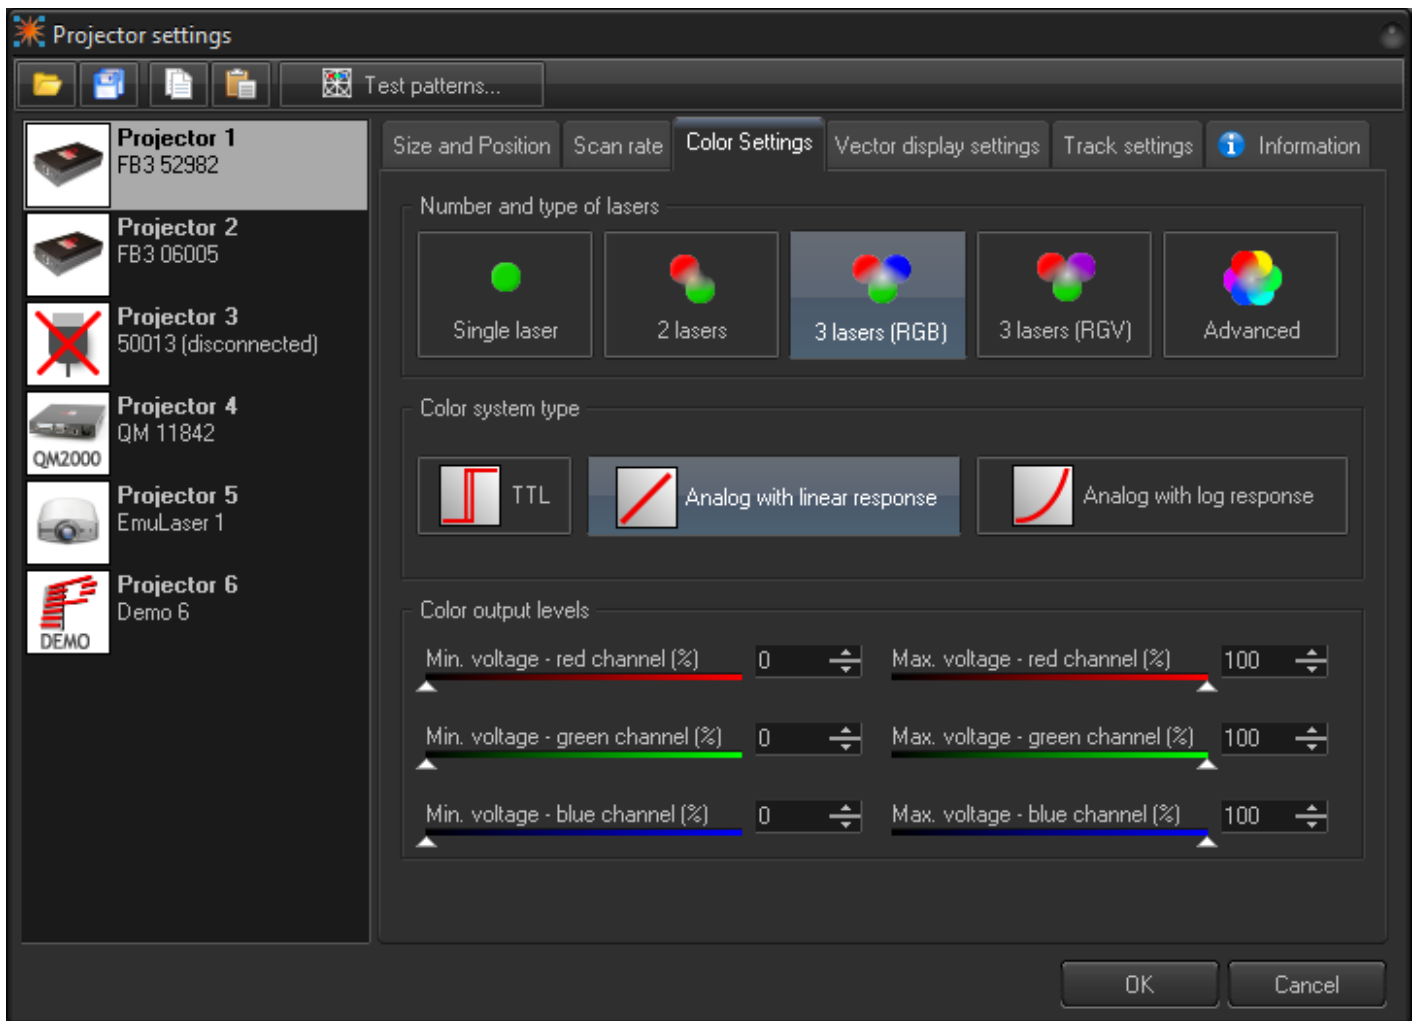 Projector settings
Test patterns...
Projector 1
FB3 52982
Projector 2
FB3 06005
Projector 3
50013 (disconnected)
Projector 4
QM 11842
QM2000
Projector 5
EmuLaser 1
Projector 6
Demo 6
DEMO
Size and Position Scan rate Color Settings Vector display settings Track settings Information
Number and type of lasers
Single laser 2 lasers 3 lasers (RGB) 3 lasers (RGV) Advanced
Color system type
TTL Analog with linear response Analog with log response
Color output levels
Min. voltage - red channel (%) 0 Max. voltage - red channel (%) 100
Min. voltage - green channel (%) 0 Max. voltage - green channel (%) 100
Min. voltage - blue channel (%) 0 Max. voltage - blue channel (%) 100
OK Cancel